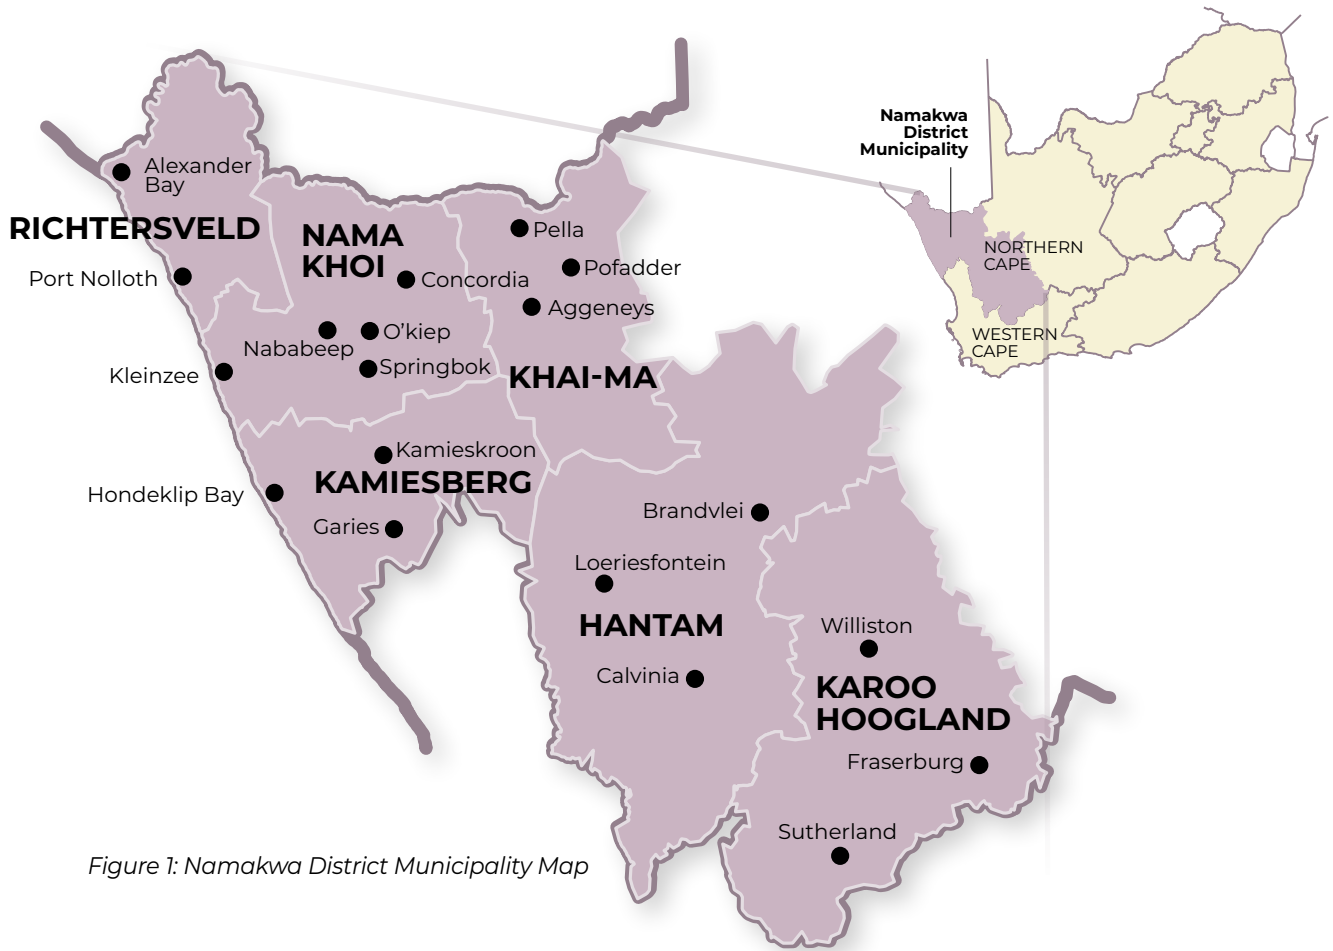 Namakwa
District
Municipality
NORTHERN
CAPE
WESTERN
CAPE
Alexander
Bay
RICHTERSVELD
Port Nolloth
NAMA
KHOI
Concordia
Nababeep
O'kiep
Springbok
Kleinzee
Pella
Pofadder
Aggeneys
KHAI-MA
Kamieskroon
KAMIESBERG
Hondeklip Bay
Garies
Brandvlei
Loeriesfontein
HANTAM
Calvinia
Williston
KAROO
HOOGLAND
Fraserburg
Sutherland
Figure 1: Namakwa District Municipality Map